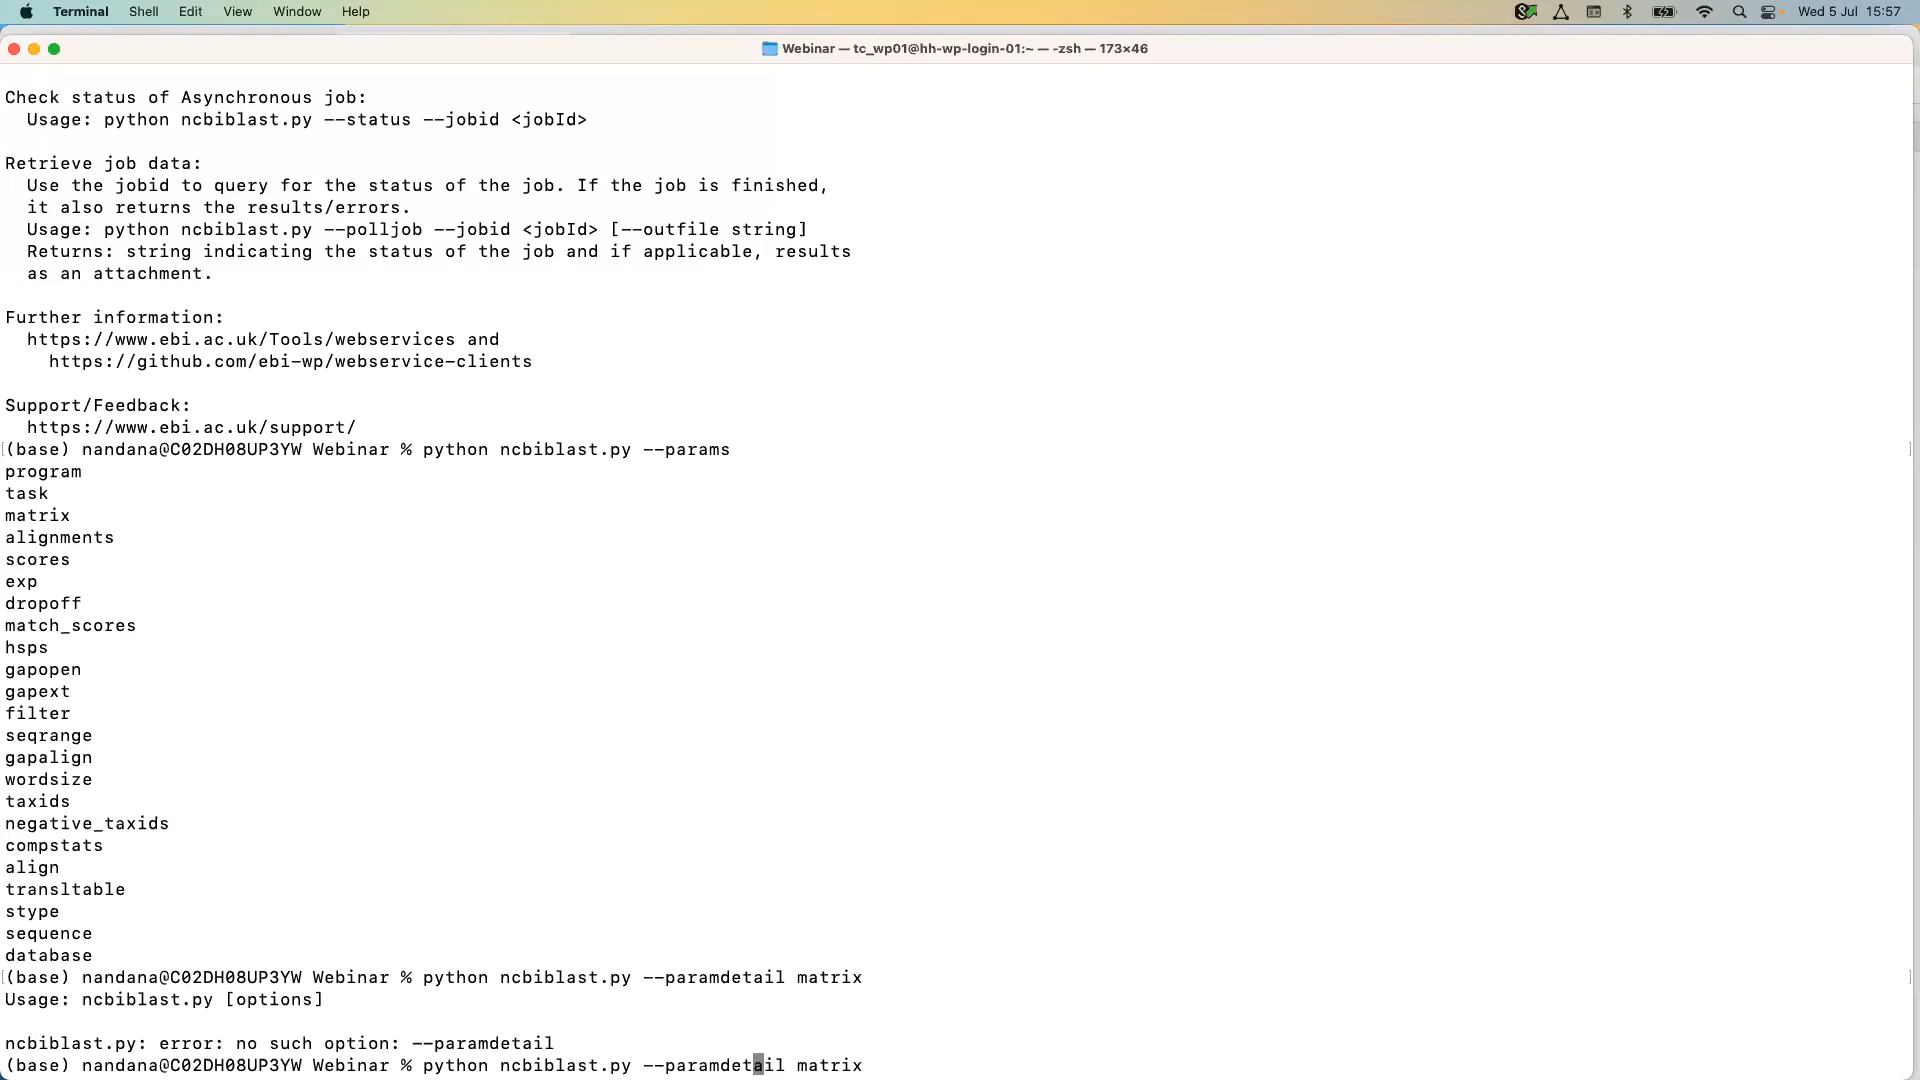 Terminal Shell Edit View Window Help Wed 5 Jul 15:57
Webinar — tc_wp01@hh-wp-login-01:~ — -zsh — 173×46
Check status of Asynchronous job:
Usage: python ncbiblast.py --status --jobid <jobId>
Retrieve job data:
Use the jobid to query for the status of the job. If the job is finished,
it also returns the results/errors.
Usage: python ncbiblast.py --polljob --jobid <jobId> [--outfile string]
Returns: string indicating the status of the job and if applicable, results
as an attachment.
Further information:
https://www.ebi.ac.uk/Tools/webservices and
https://github.com/ebi-wp/webservice-clients
Support/Feedback:
https://www.ebi.ac.uk/support/
[(base) nandana@C02DH08UP3YW Webinar % python ncbiblast.py --params ]
program
task
matrix
alignments
scores
exp
dropoff
match_scores
hsps
gapopen
gapext
filter
seqrange
gapalign
wordsize
taxids
negative_taxids
compstats
align
transltable
stype
sequence
database
[(base) nandana@C02DH08UP3YW Webinar % python ncbiblast.py --paramdetail matrix ]
Usage: ncbiblast.py [options]
ncbiblast.py: error: no such option: --paramdetail
(base) nandana@C02DH08UP3YW Webinar % python ncbiblast.py --paramdetail matrix